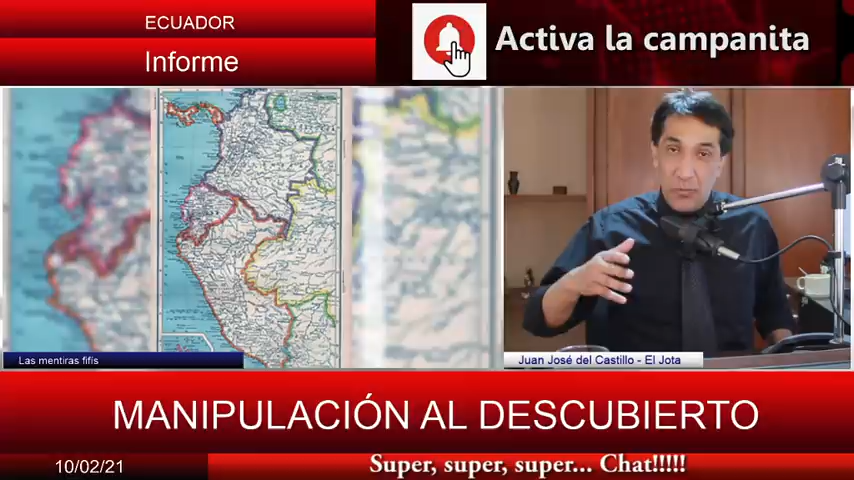 ECUADOR
Informe
Activa la campanita
Las mentiras fifís
Juan José del Castillo - El Jota
MANIPULACIÓN AL DESCUBIERTO
10/02/21
Super, super, super... Chat!!!!!